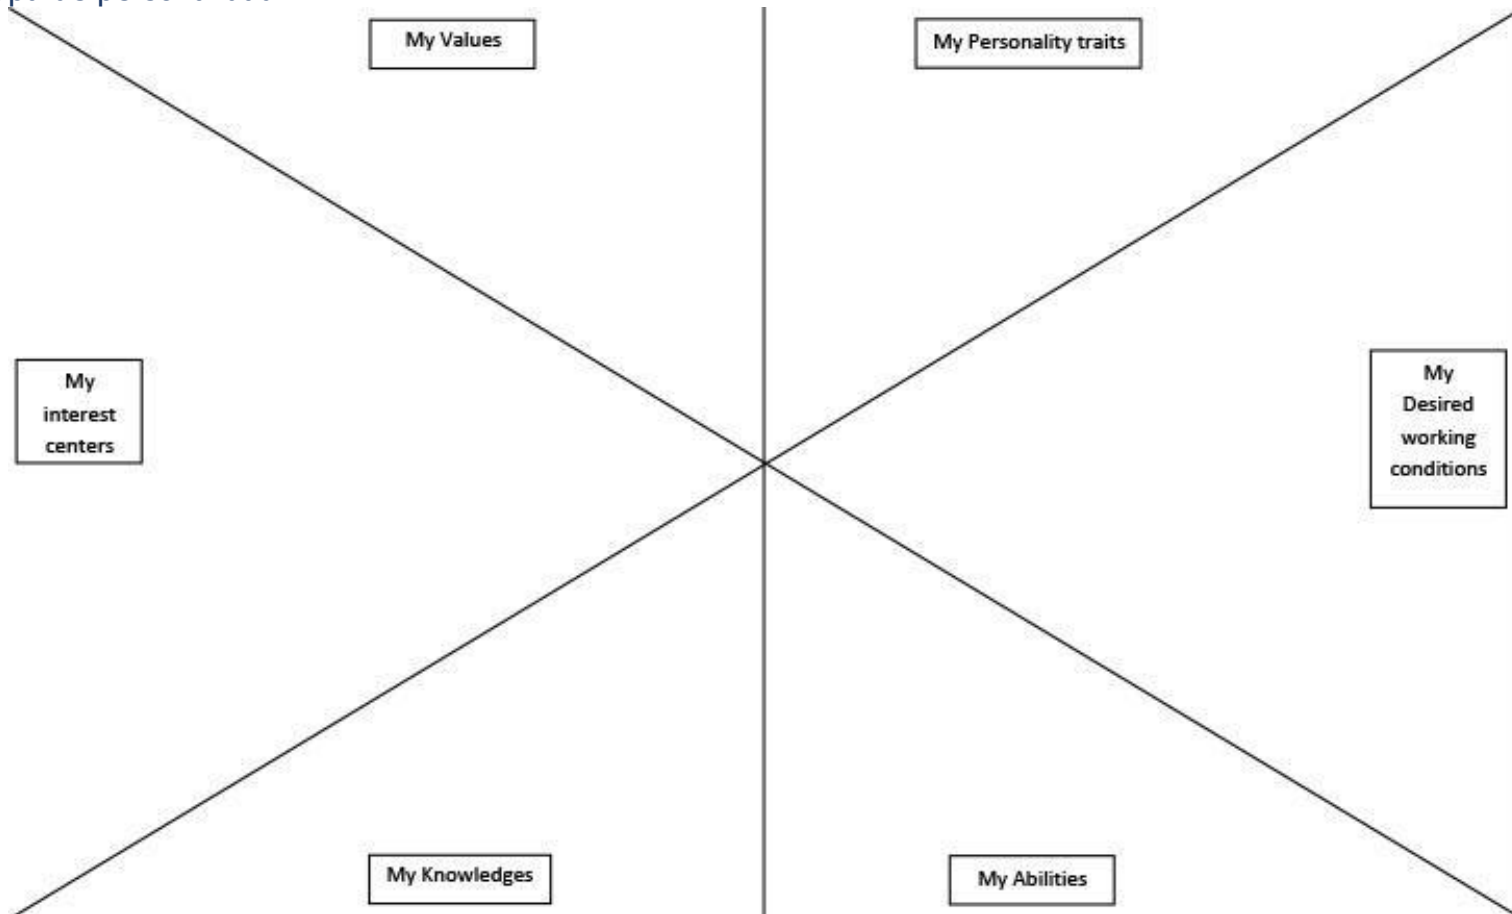 My Values
My Personality traits
My
interest
centers
My
Desired
working
conditions
My Knowledges
My Abilities